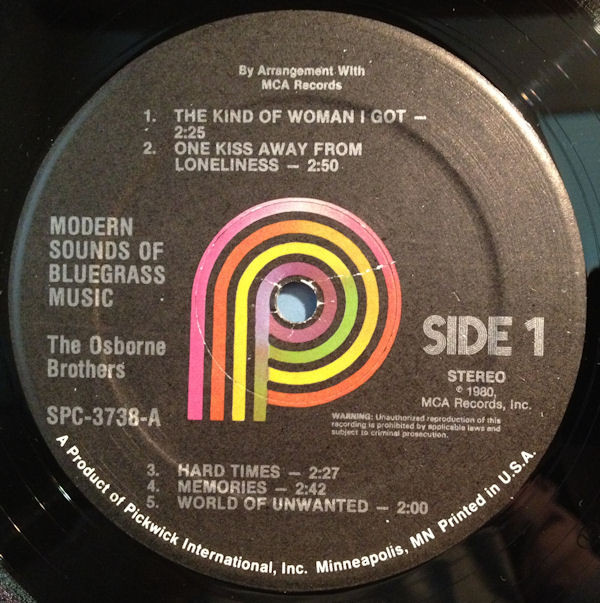 By Arrangement With
MCA Records
1. THE KIND OF WOMAN I GOT –
2:25
2. ONE KISS AWAY FROM
LONELINESS – 2:50
MODERN
SOUNDS OF
BLUEGRASS
MUSIC
The Osborne
Brothers
SPC-3738-A
SIDE 1
STEREO
℗ 1980,
MCA Records, Inc.
WARNING: Unauthorized reproduction of this
recording is prohibited by applicable laws and
subject to criminal prosecution.
3. HARD TIMES – 2:27
4. MEMORIES – 2:42
5. WORLD OF UNWANTED – 2:00
A Product of Pickwick International, Inc. Minneapolis, MN Printed in U.S.A.